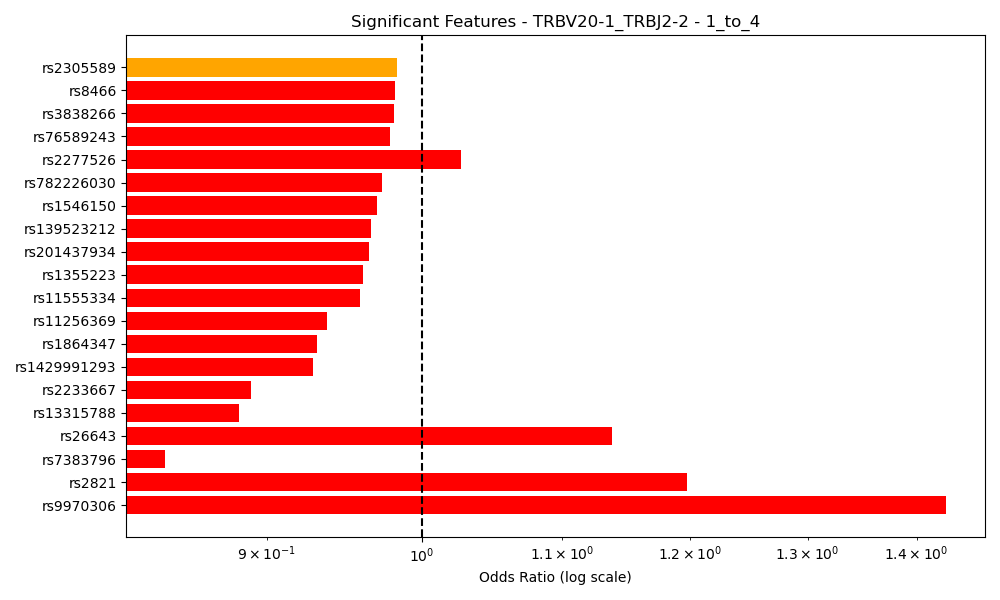 Significant Features - TRBV20-1_TRBJ2-2 - 1_to_4
rs2305589
rs8466
rs3838266
rs76589243
rs2277526
rs782226030
rs1546150
rs139523212
rs201437934
rs1355223
rs11555334
rs11256369
rs1864347
rs1429991293
rs2233667
rs13315788
rs26643
rs7383796
rs2821
rs9970306
9 × 10⁻¹ 10⁰ 1.1 × 10⁰ 1.2 × 10⁰ 1.3 × 10⁰ 1.4 × 10⁰
Odds Ratio (log scale)